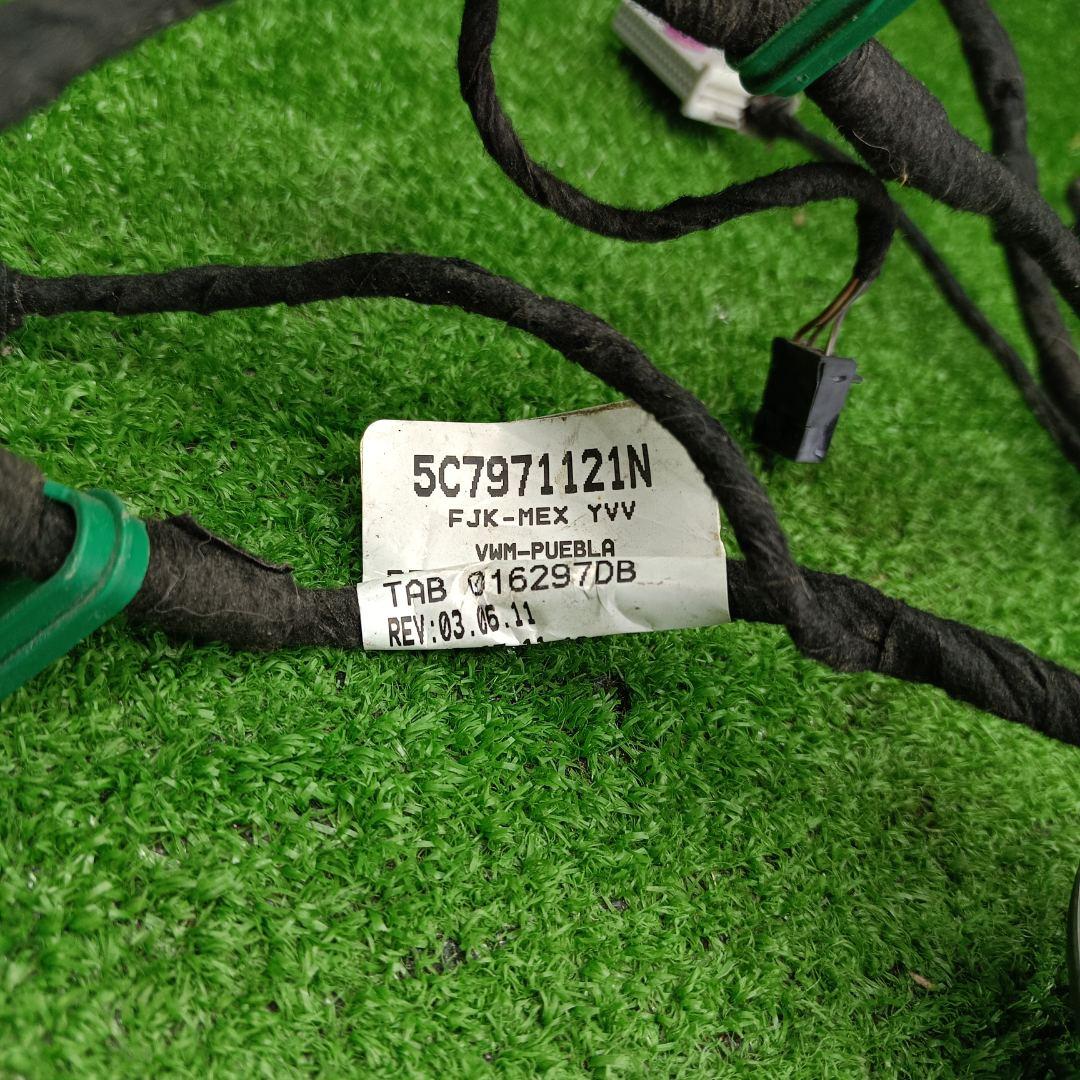 5C7971121N
FJK-MEX YVV
VWM-PUEBLA
TAB 016297DB
REV:03.06.11